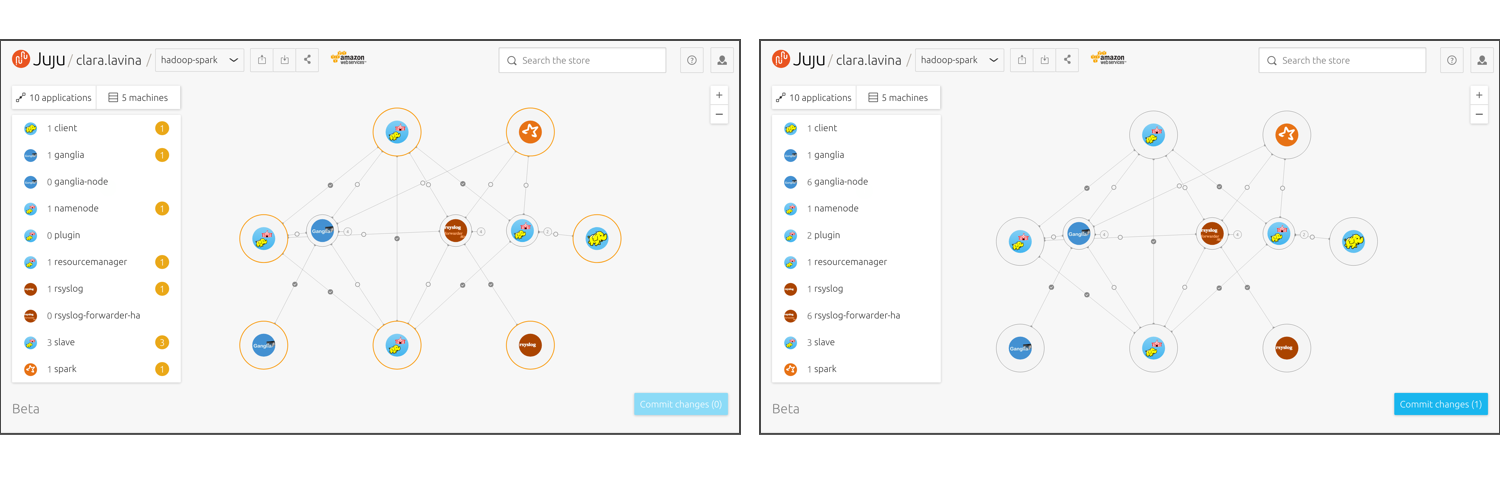 Juju / clara.lavina / hadoop-spark amazon web services Search the store
10 applications 5 machines
1 client 1
1 ganglia 1
0 ganglia-node
1 namenode 1
0 plugin
1 resourcemanager 1
1 rsyslog 1
0 rsyslog-forwarder-ha
3 slave 3
1 spark 1
Ganglia
rsyslog
forwarder
Ganglia
rsyslog
Beta
Commit changes (0)
Juju / clara.lavina / hadoop-spark amazon web services Search the store
10 applications 5 machines
1 client
1 ganglia
6 ganglia-node
1 namenode
2 plugin
1 resourcemanager
1 rsyslog
6 rsyslog-forwarder-ha
3 slave
1 spark
Ganglia
rsyslog
forwarder
Ganglia
rsyslog
Beta
Commit changes (1)